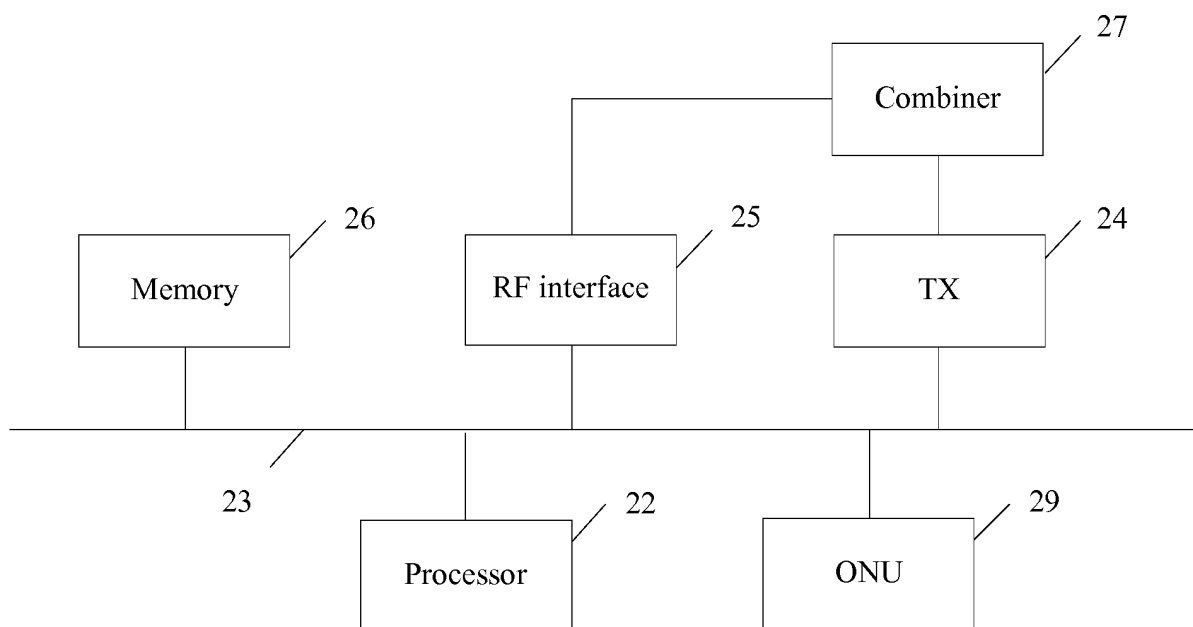 27
Combiner
26
25
24
Memory
RF interface
TX
23
22
29
Processor
ONU